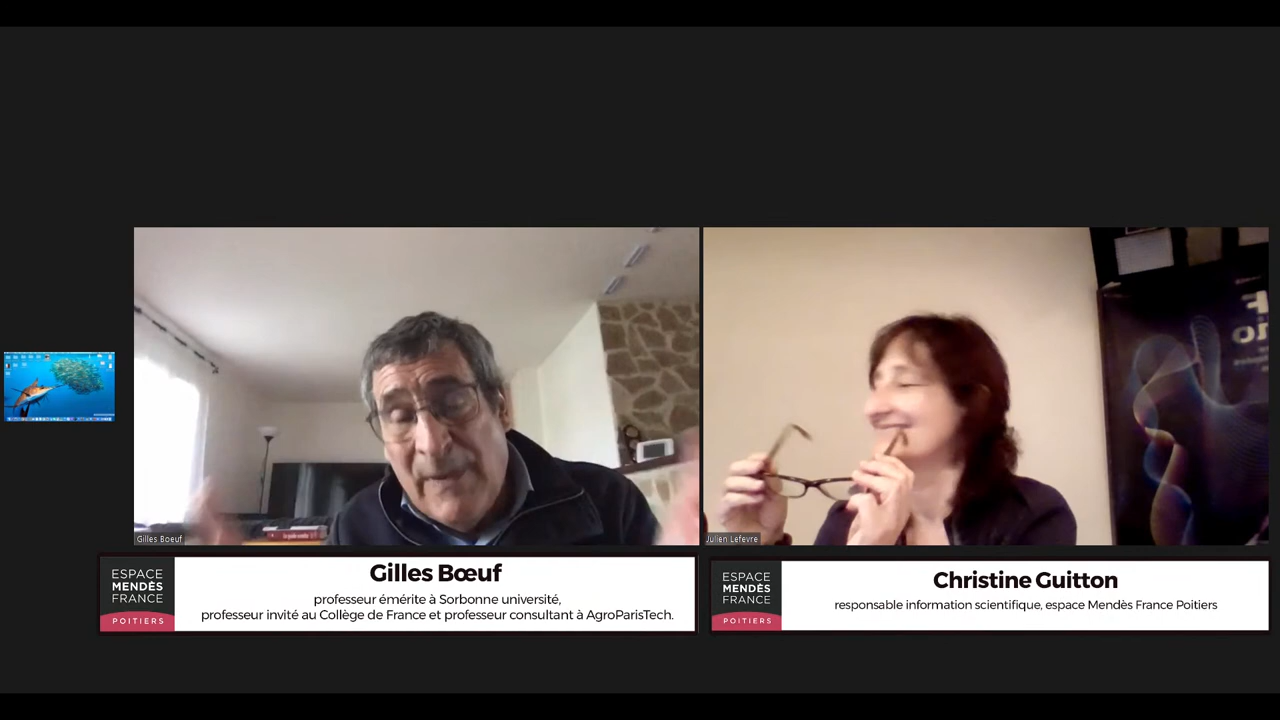 Gilles Boeuf
Julien Lefevre
ESPACE
MENDÈS
FRANCE
POITIERS
Gilles Bœuf
professeur émérite à Sorbonne université,
professeur invité au Collège de France et professeur consultant à AgroParisTech.
ESPACE
MENDÈS
FRANCE
POITIERS
Christine Guitton
responsable information scientifique, espace Mendès France Poitiers